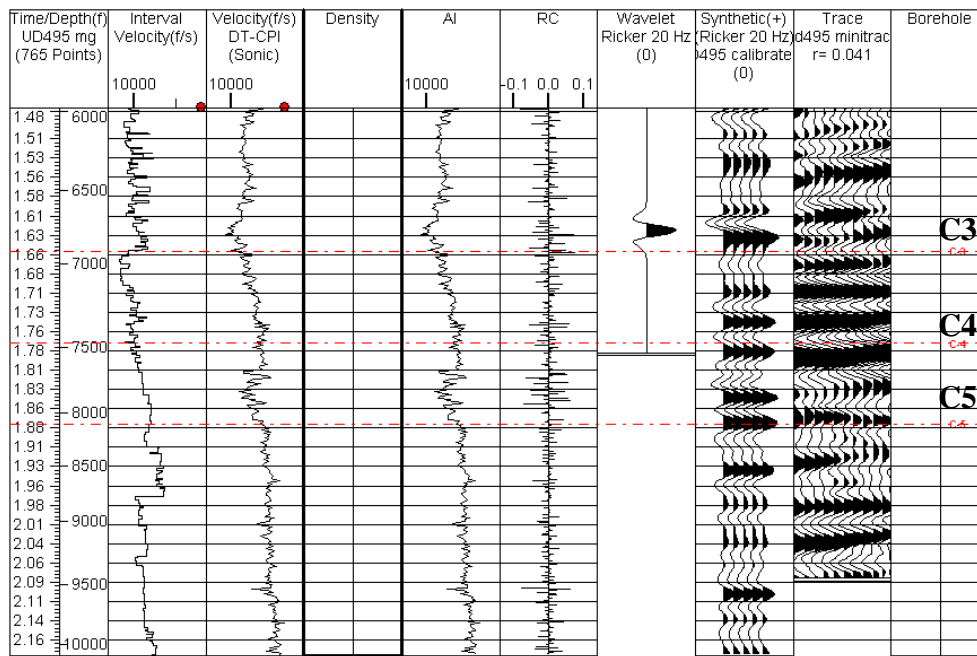 Time/Depth(f)
UD495 mg
(765 Points)
Interval
Velocity(f/s)
10000
Velocity(f/s)
DT-CPI
(Sonic)
10000
Density
AI
10000
RC
-0.1 0.0 0.1
Wavelet
Ricker 20 Hz
(0)
Synthetic(+)
(Ricker 20 Hz)
0495 calibrate
(0)
Trace
d495 minitrac
r= 0.041
Borehole
1.48
6000
1.51
1.53
1.56
6500
1.58
1.61
1.63
C3
1.66
7000
1.68
1.71
1.73
1.76
C4
7500
1.78
1.81
1.83
C5
1.86
8000
1.88
1.91
1.93
8500
1.96
1.98
9000
2.01
2.04
2.06
2.09
9500
2.11
2.14
2.16
10000